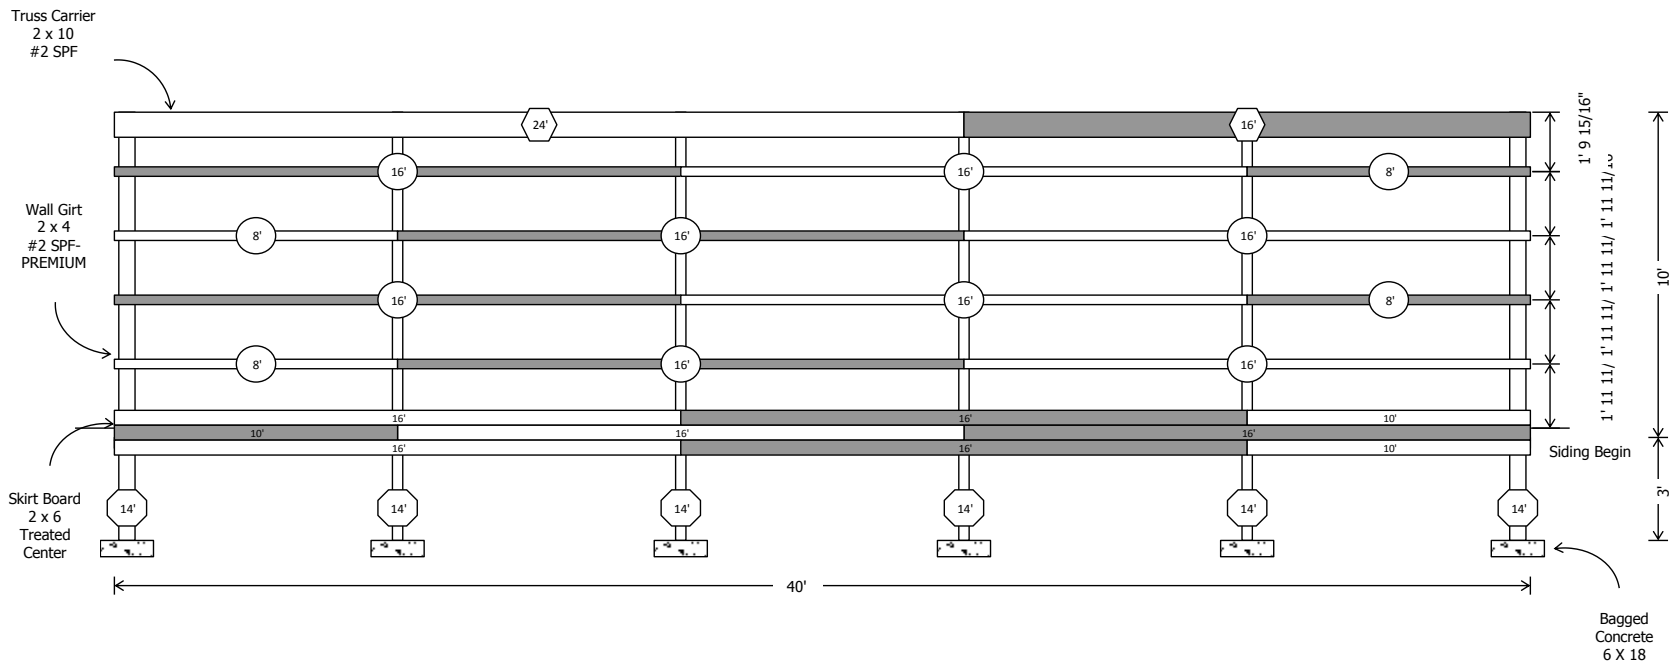 Truss Carrier
2 x 10
#2 SPF
24'
16'
1' 9 15/16"
16'
16'
8'
Wall Girt
2 x 4
#2 SPF-
PREMIUM
8'
16'
16'
16'
16'
8'
8'
16'
16'
1' 11 11/
1' 11 11/
1' 11 11/
1' 11 11/
10'
16'
16'
10'
10'
16'
16'
16'
16'
10'
Siding Begin
3'
Skirt Board
2 x 6
Treated
Center
14'
14'
14'
14'
14'
14'
40'
Bagged
Concrete
6 X 18